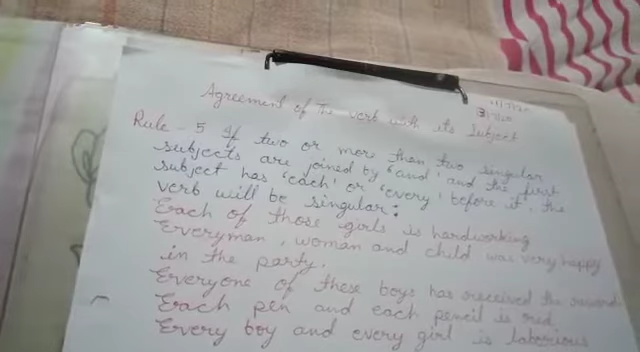 Agreement of the verb with its Subject
Rule - 5 If two or more than two singular
subjects are joined by 'and' and the first
subject has 'each' or 'every' before it, the
verb will be singular:
Each of those girls is hardworking
Everyman, woman and child was very happy
in the party.
Everyone of these boys has received the reward
Each pen and each pencil is red
Every boy and every girl is laborious